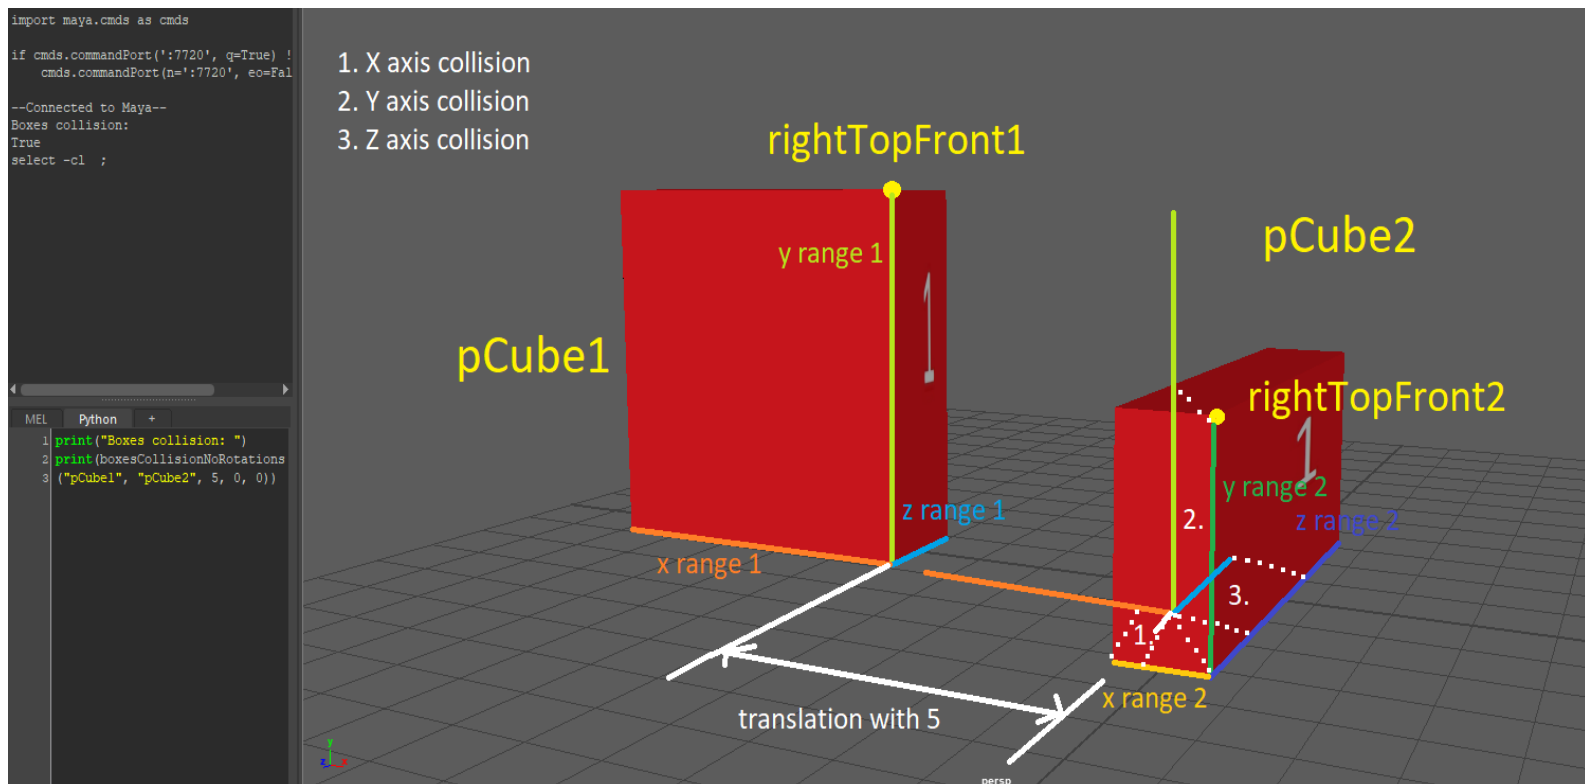 import maya.cmds as cmds
if cmds.commandPort(':7720', q=True) !
cmds.commandPort(n=':7720', eo=Fal
--Connected to Maya--
Boxes collision:
True
select -cl  ;
MEL
Python
+
1 print("Boxes collision: ")
2 print(boxesCollisionNoRotations
3 ("pCube1", "pCube2", 5, 0, 0))
1. X axis collision
2. Y axis collision
3. Z axis collision
rightTopFront1
pCube2
y range 1
1
pCube1
rightTopFront2
1
y range 2
z range 1
2.
z range 2
x range 1
3.
1.
x range 2
translation with 5
y
z
x
persp